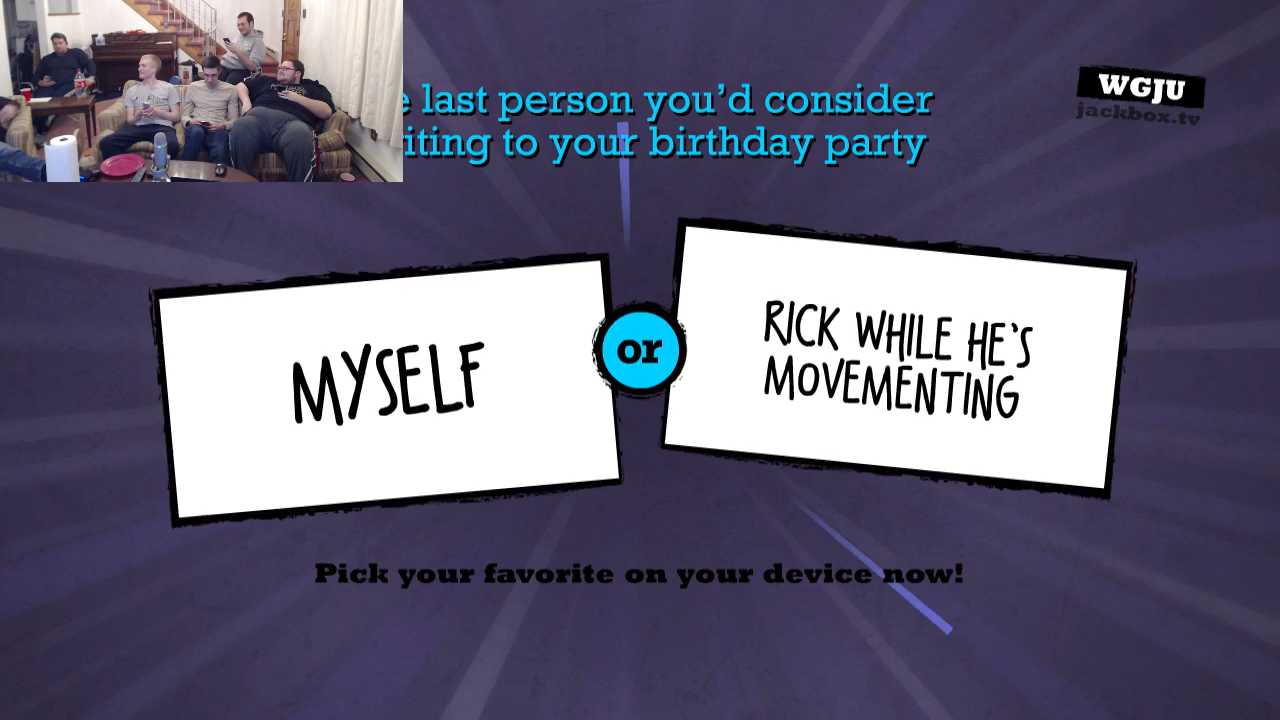 last person you'd consider
to your birthday party
WGJU
jackbox.tv
MYSELF
or
RICK WHILE HE'S
MOVEMENTING
Pick your favorite on your device now!